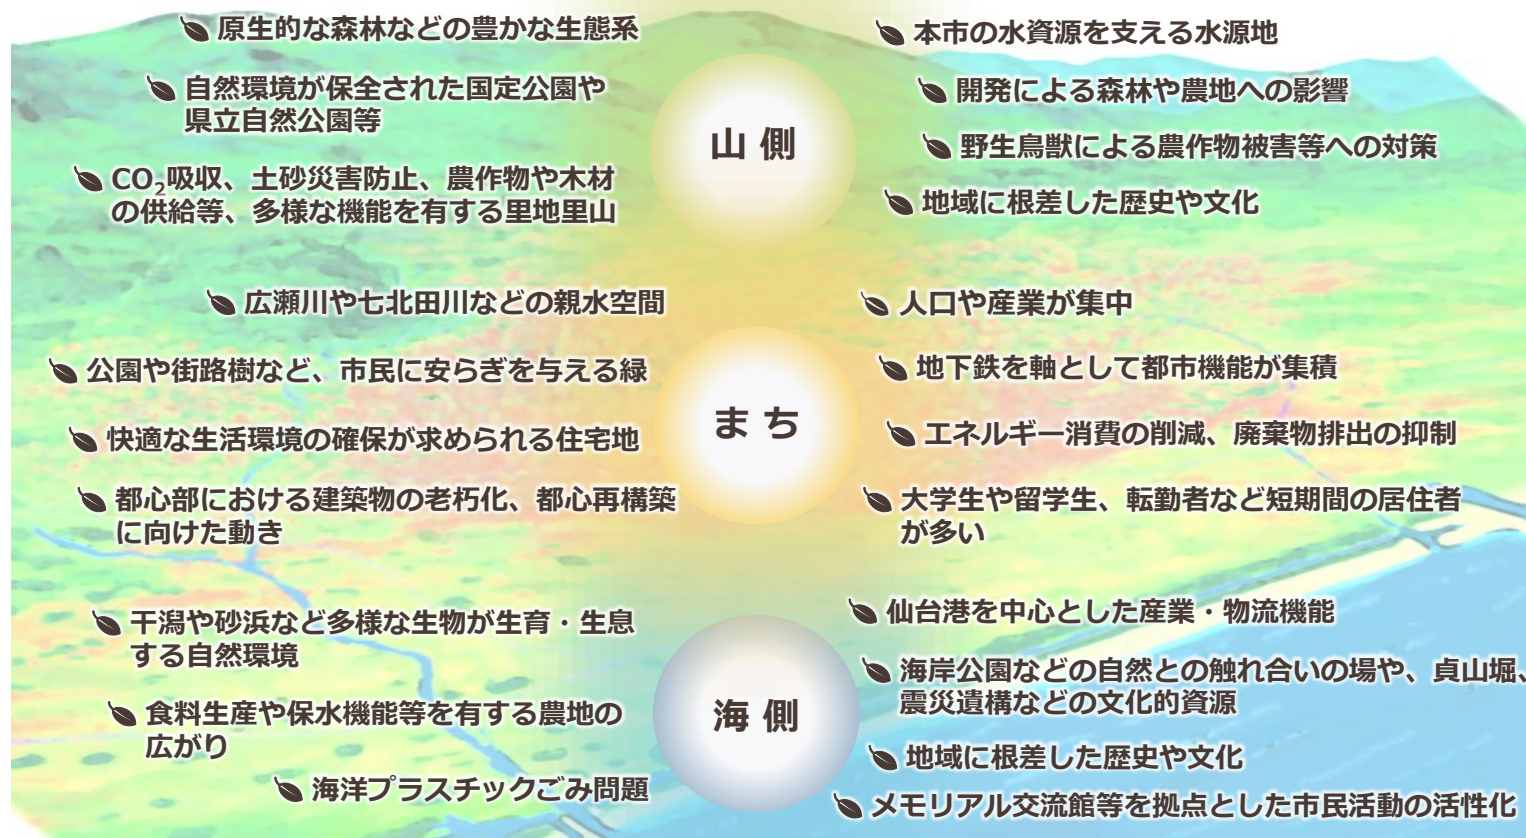 原生的な森林などの豊かな生態系
自然環境が保全された国定公園や
県立自然公園等
CO₂吸収、土砂災害防止、農作物や木材
の供給等、多様な機能を有する里地里山
山側
本市の水資源を支える水源地
開発による森林や農地への影響
野生鳥獣による農作物被害等への対策
地域に根差した歴史や文化
広瀬川や七北田川などの親水空間
公園や街路樹など、市民に安らぎを与える緑
快適な生活環境の確保が求められる住宅地
都心部における建築物の老朽化、都心再構築
に向けた動き
まち
人口や産業が集中
地下鉄を軸として都市機能が集積
エネルギー消費の削減、廃棄物排出の抑制
大学生や留学生、転勤者など短期間の居住者
が多い
干潟や砂浜など多様な生物が生育・生息
する自然環境
食料生産や保水機能等を有する農地の
広がり
海洋プラスチックごみ問題
海側
仙台港を中心とした産業・物流機能
海岸公園などの自然との触れ合いの場や、貞山堀、
震災遺構などの文化的資源
地域に根差した歴史や文化
メモリアル交流館等を拠点とした市民活動の活性化